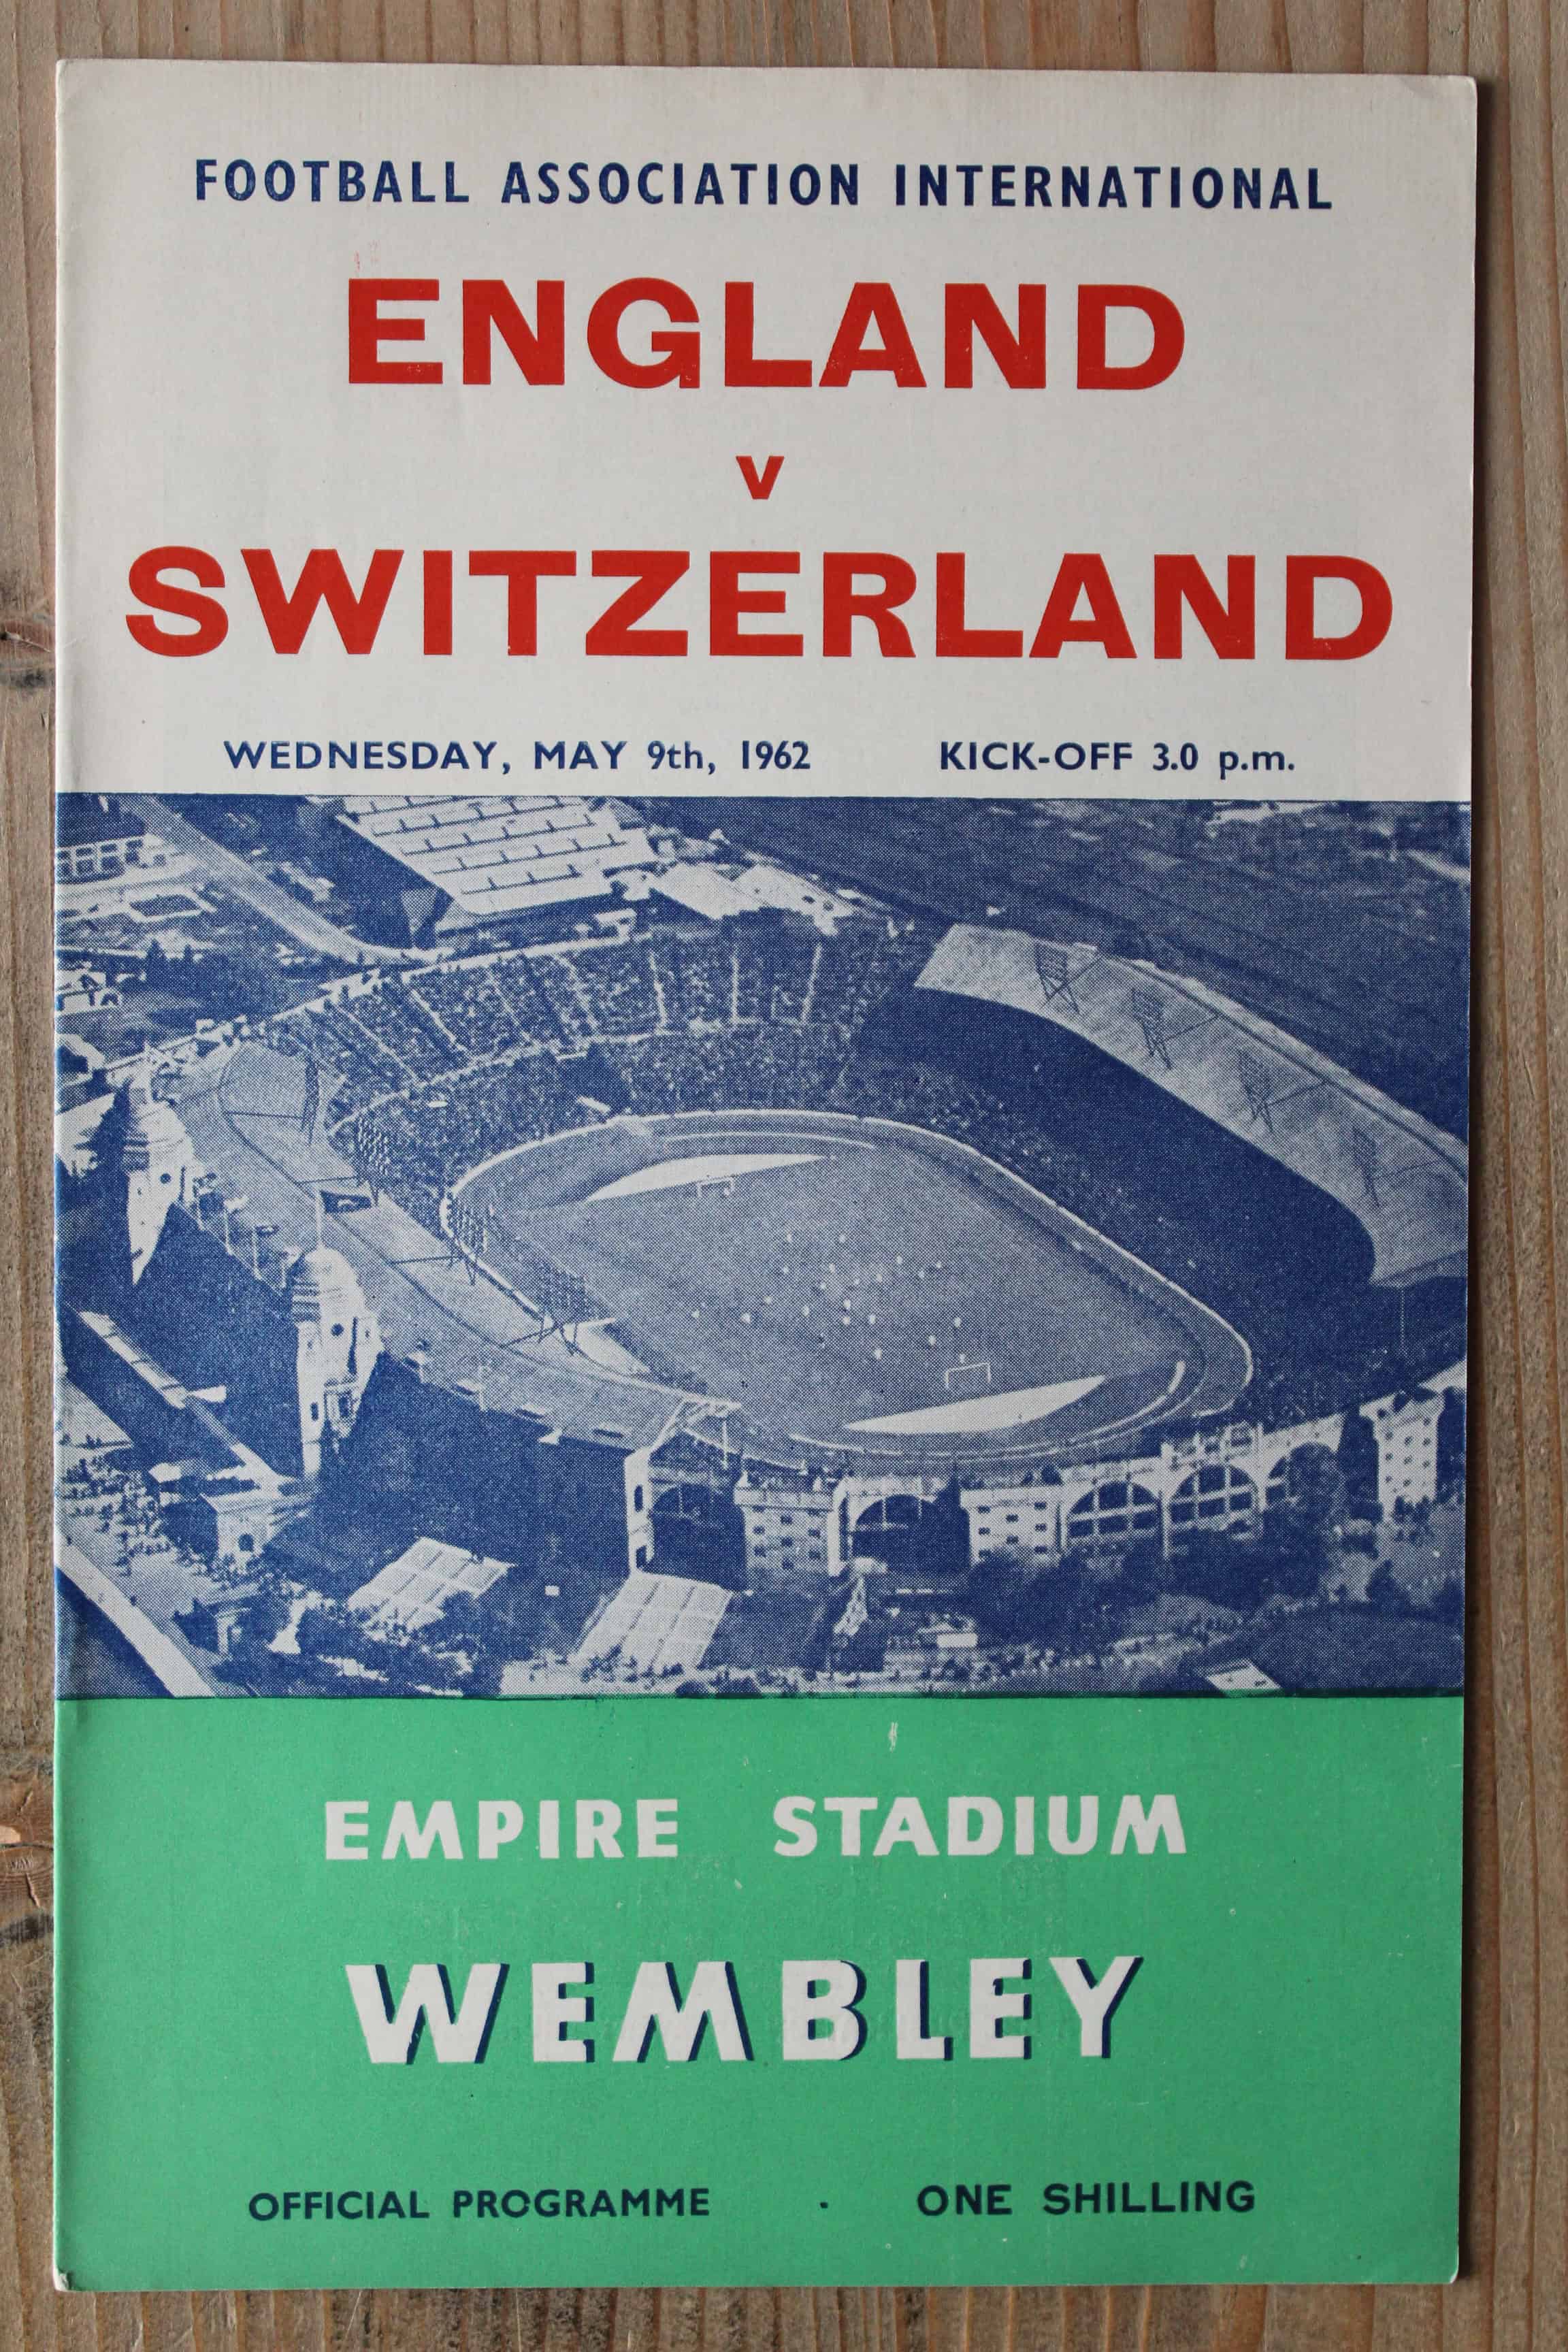 FOOTBALL ASSOCIATION INTERNATIONAL
ENGLAND
v
SWITZERLAND
WEDNESDAY, MAY 9th, 1962 KICK-OFF 3.0 p.m.
EMPIRE STADIUM
WEMBLEY
OFFICIAL PROGRAMME · ONE SHILLING